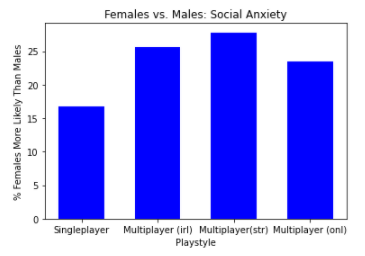 Females vs. Males: Social Anxiety
% Females More Likely Than Males
25
20
15
10
5
0
Singleplayer Multiplayer (irl) Multiplayer(str) Multiplayer (onl)
Playstyle